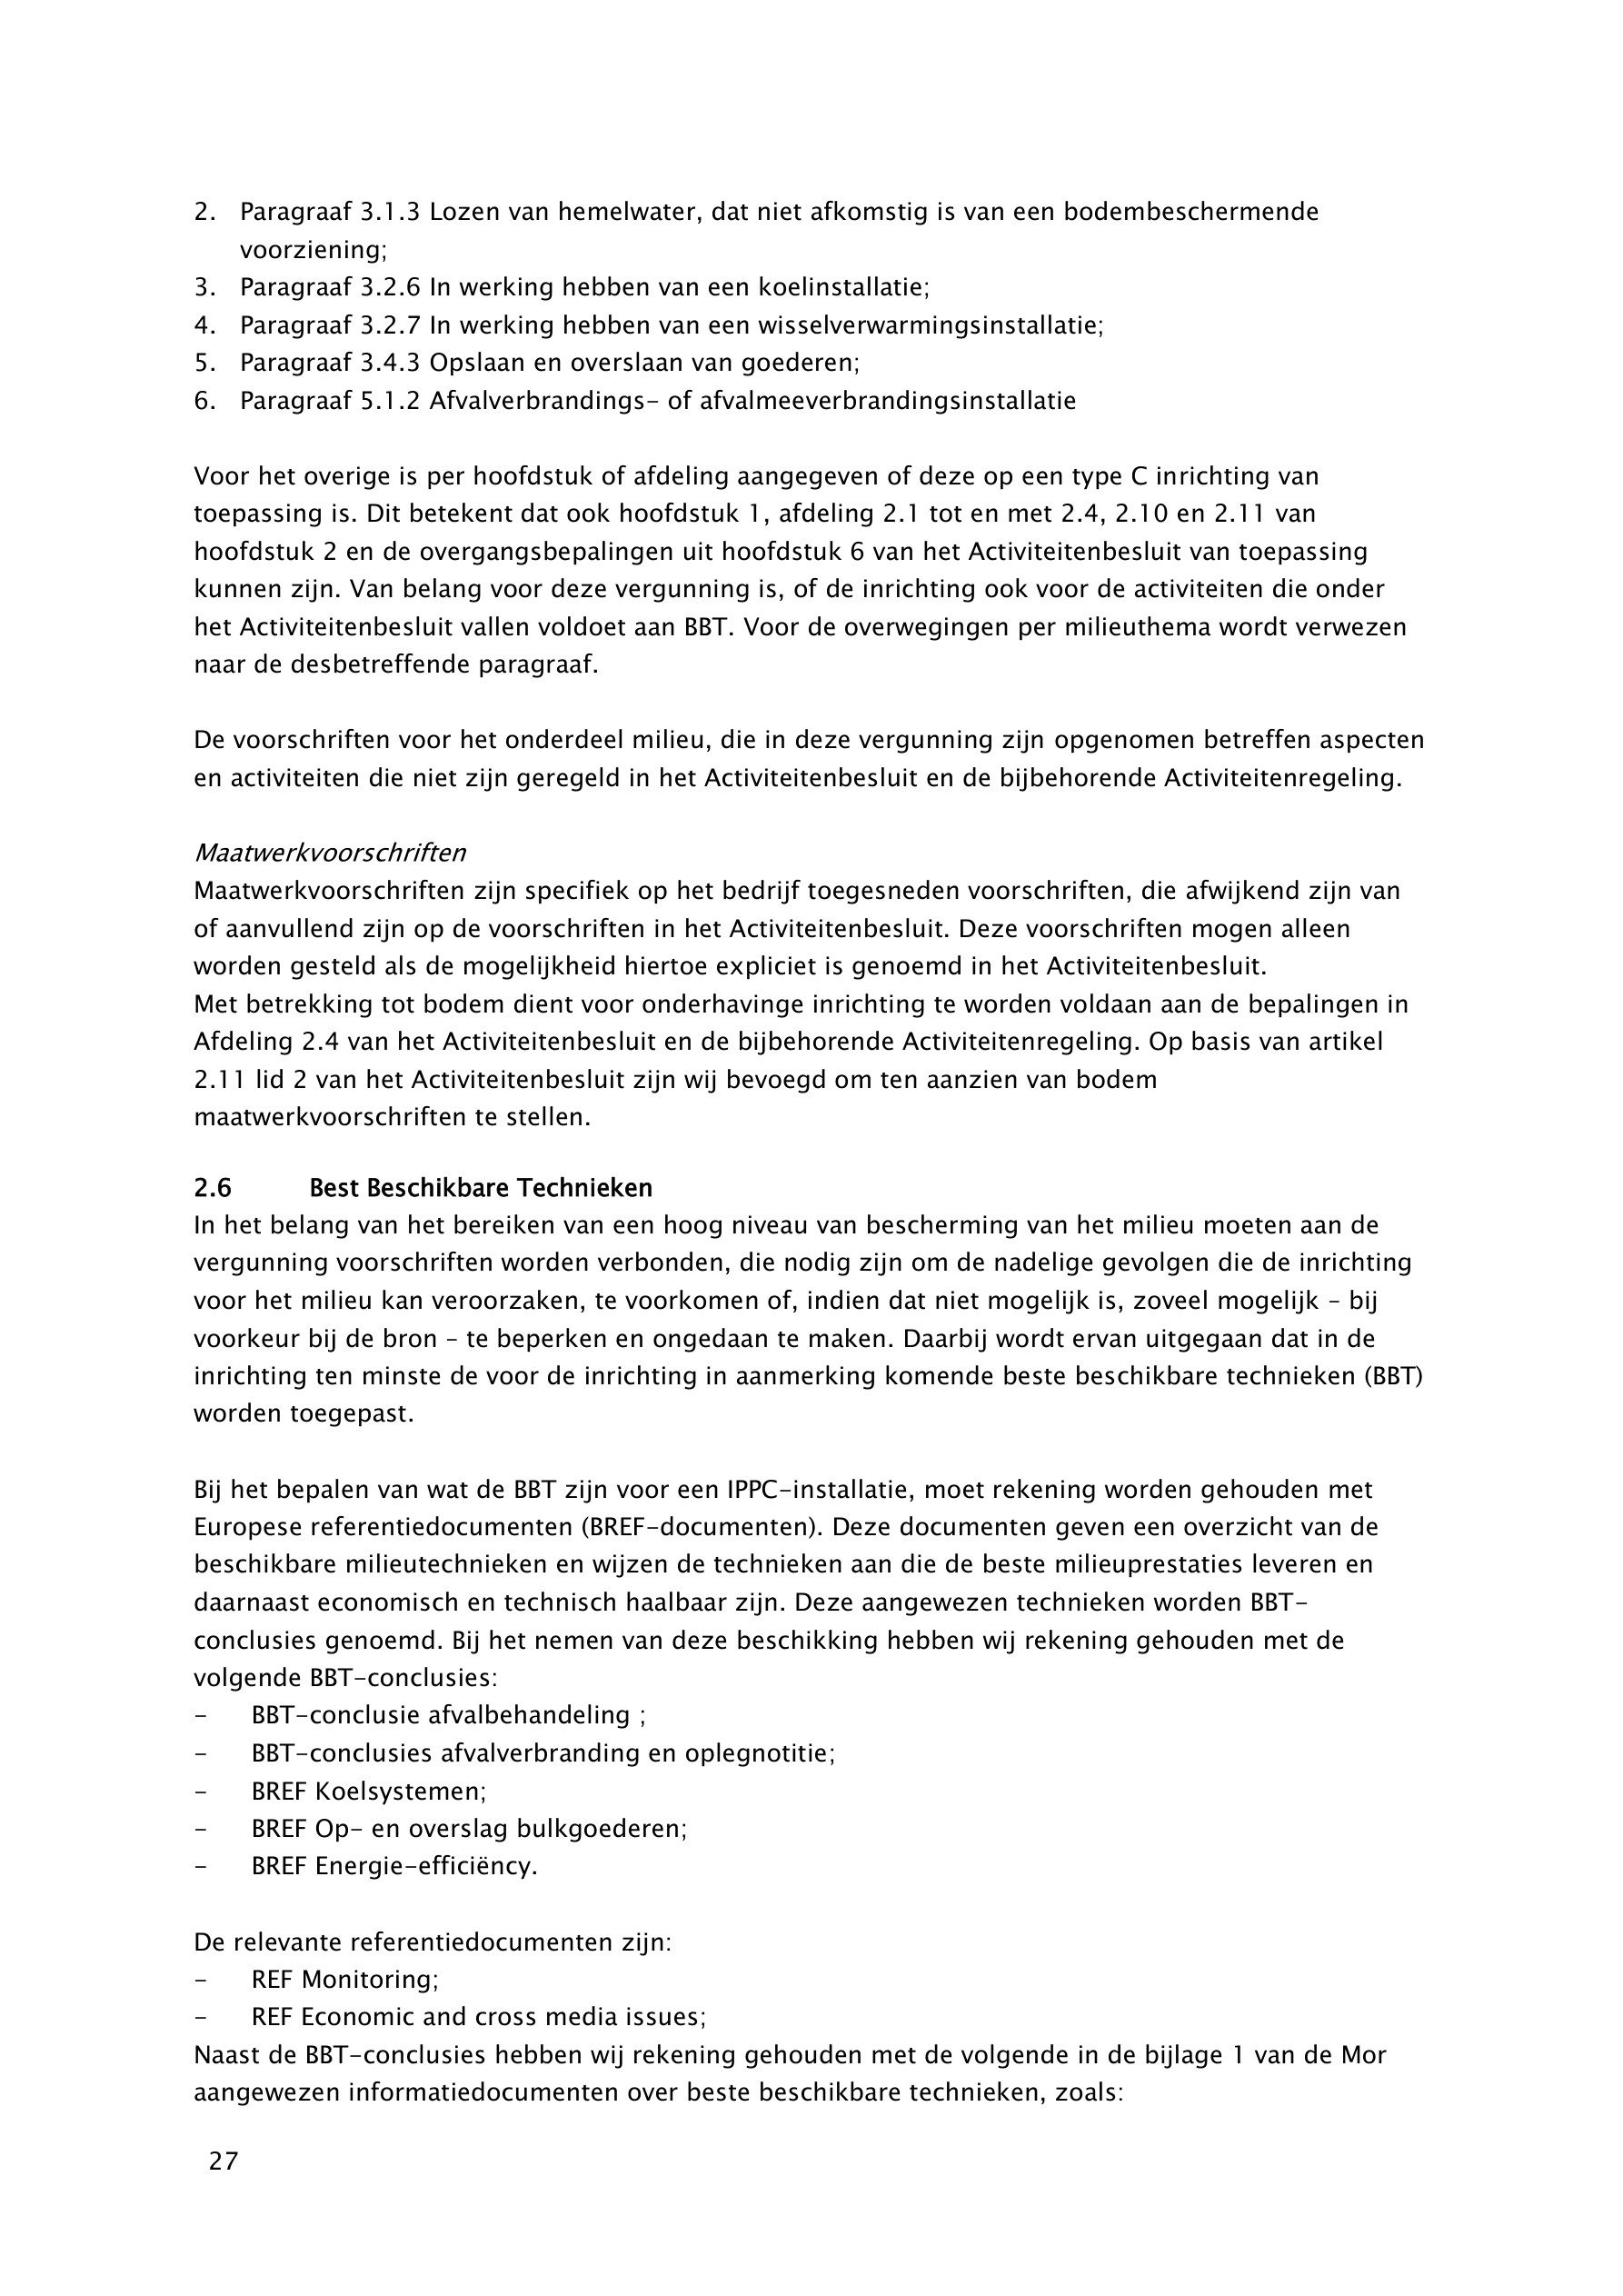 2. Paragraaf 3.1.3 Lozen van hemelwater, dat niet afkomstig is van een bodembeschermende
voorziening;
3. Paragraaf 3.2.6 In werking hebben van een koelinstallatie;
4. Paragraaf 3.2.7 In werking hebben van een wisselverwarmingsinstallatie;
5. Paragraaf 3.4.3 Opslaan en overslaan van goederen;
6. Paragraaf 5.1.2 Afvalverbrandings- of afvalmeeverbrandingsinstallatie
Voor het overige is per hoofdstuk of afdeling aangegeven of deze op een type C inrichting van
toepassing is. Dit betekent dat ook hoofdstuk 1, afdeling 2.1 tot en met 2.4, 2.10 en 2.11 van
hoofdstuk 2 en de overgangsbepalingen uit hoofdstuk 6 van het Activiteitenbesluit van toepassing
kunnen zijn. Van belang voor deze vergunning is, of de inrichting ook voor de activiteiten die onder
het Activiteitenbesluit vallen voldoet aan BBT. Voor de overwegingen per milieuthema wordt verwezen
naar de desbetreffende paragraaf.
De voorschriften voor het onderdeel milieu, die in deze vergunning zijn opgenomen betreffen aspecten
en activiteiten die niet zijn geregeld in het Activiteitenbesluit en de bijbehorende Activiteitenregeling.
Maatwerkvoorschriften
Maatwerkvoorschriften zijn specifiek op het bedrijf toegesneden voorschriften, die afwijkend zijn van
of aanvullend zijn op de voorschriften in het Activiteitenbesluit. Deze voorschriften mogen alleen
worden gesteld als de mogelijkheid hiertoe expliciet is genoemd in het Activiteitenbesluit.
Met betrekking tot bodem dient voor onderhavinge inrichting te worden voldaan aan de bepalingen in
Afdeling 2.4 van het Activiteitenbesluit en de bijbehorende Activiteitenregeling. Op basis van artikel
2.11 lid 2 van het Activiteitenbesluit zijn wij bevoegd om ten aanzien van bodem
maatwerkvoorschriften te stellen.
2.6 Best Beschikbare Technieken
In het belang van het bereiken van een hoog niveau van bescherming van het milieu moeten aan de
vergunning voorschriften worden verbonden, die nodig zijn om de nadelige gevolgen die de inrichting
voor het milieu kan veroorzaken, te voorkomen of, indien dat niet mogelijk is, zoveel mogelijk – bij
voorkeur bij de bron – te beperken en ongedaan te maken. Daarbij wordt ervan uitgegaan dat in de
inrichting ten minste de voor de inrichting in aanmerking komende beste beschikbare technieken (BBT)
worden toegepast.
Bij het bepalen van wat de BBT zijn voor een IPPC-installatie, moet rekening worden gehouden met
Europese referentiedocumenten (BREF-documenten). Deze documenten geven een overzicht van de
beschikbare milieutechnieken en wijzen de technieken aan die de beste milieuprestaties leveren en
daarnaast economisch en technisch haalbaar zijn. Deze aangewezen technieken worden BBT-
conclusies genoemd. Bij het nemen van deze beschikking hebben wij rekening gehouden met de
volgende BBT-conclusies:
- BBT-conclusie afvalbehandeling ;
- BBT-conclusies afvalverbranding en oplegnotitie;
- BREF Koelsystemen;
- BREF Op- en overslag bulkgoederen;
- BREF Energie-efficiëncy.
De relevante referentiedocumenten zijn:
- REF Monitoring;
- REF Economic and cross media issues;
Naast de BBT-conclusies hebben wij rekening gehouden met de volgende in de bijlage 1 van de Mor
aangewezen informatiedocumenten over beste beschikbare technieken, zoals:
27